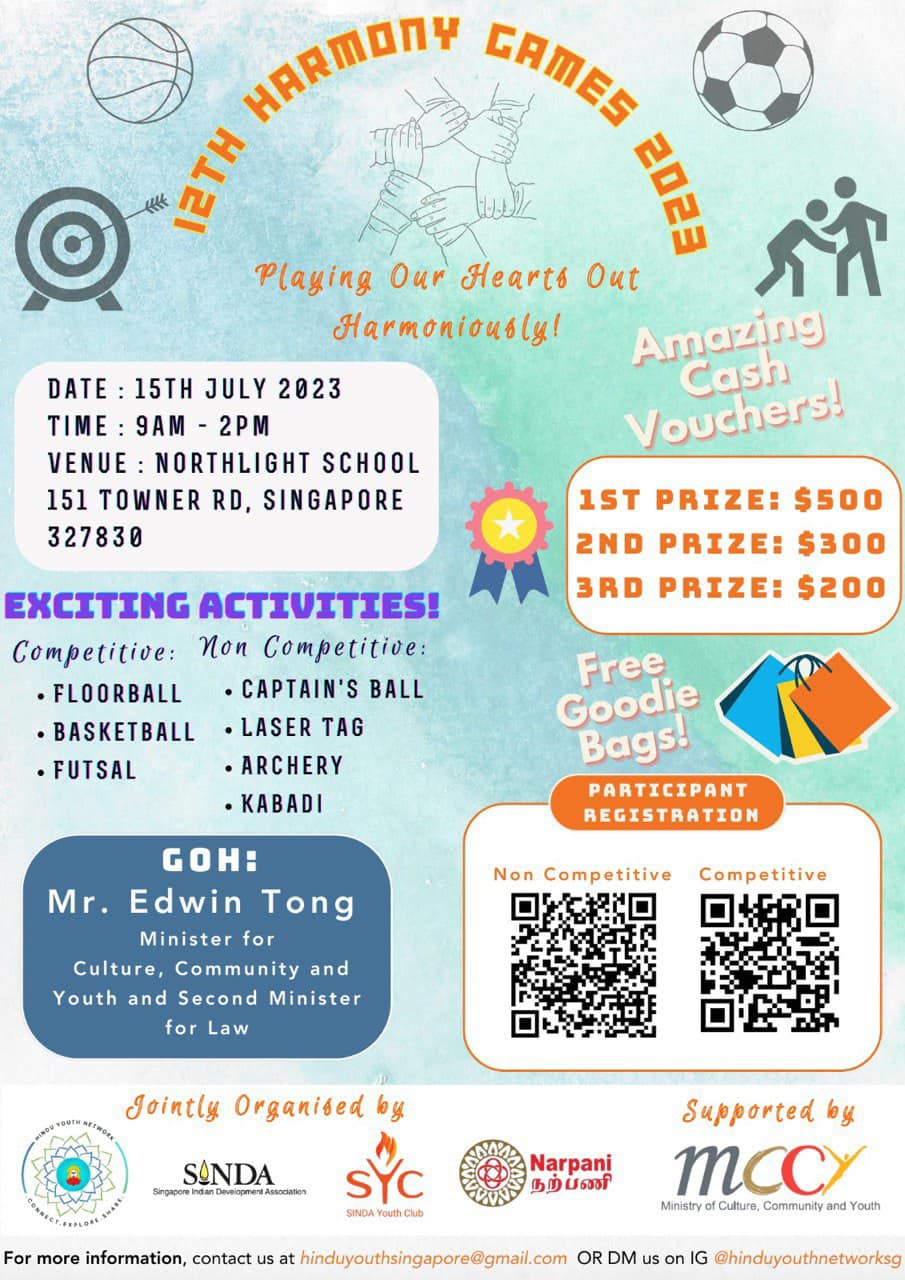 12TH HARMONY GAMES 2023
Playing Our Hearts Out
Harmoniously!
DATE : 15TH JULY 2023
TIME : 9AM - 2PM
VENUE : NORTHLIGHT SCHOOL
151 TOWNER RD, SINGAPORE
327830
Amazing
Cash
Vouchers!
1ST PRIZE: $500
2ND PRIZE: $300
3RD PRIZE: $200
EXCITING ACTIVITIES!
Competitive:
• FLOORBALL
• BASKETBALL
• FUTSAL
Non Competitive:
• CAPTAIN'S BALL
• LASER TAG
• ARCHERY
• KABADI
Free
Goodie
Bags!
GOH:
Mr. Edwin Tong
Minister for
Culture, Community and
Youth and Second Minister
for Law
PARTICIPANT
REGISTRATION
Non Competitive
Competitive
Jointly Organised by
HINDU YOUTH NETWORK
CONNECT.EXPLORE.SHARE
SINDA
Singapore Indian Development Association
SYC
SINDA Youth Club
Narpani
நற்பணி
Supported by
mccy
Ministry of Culture, Community and Youth
For more information, contact us at hinduyouthsingapore@gmail.com OR DM us on IG @hinduyouthnetworksg